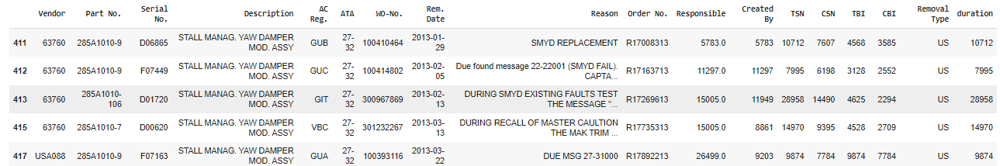 Vendor Part No. Serial No. Description AC Reg. ATA WO-No. Rem. Date Reason Order No. Responsible Created By TSN CSN TBI CBI Removal Type duration
411 63760 285A1010-9 D06865 STALL MANAG. YAW DAMPER MOD. ASSY GUB 27-32 100410464 2013-01-29 SMYD REPLACEMENT R17008313 5783.0 5783 10712 7607 4568 3585 US 10712
412 63760 285A1010-9 F07449 STALL MANAG. YAW DAMPER MOD. ASSY GUC 27-32 100414802 2013-02-05 Due found message 22-22001 (SMYD FAIL), CAPTA... R17163713 11297.0 11297 7995 6198 3128 2552 US 7995
413 63760 285A1010-106 D01720 STALL MANAG. YAW DAMPER MOD. ASSY GIT 27-32 300967869 2013-02-13 DURING SMYD EXISTING FAULTS TEST THE MESSAGE "... R17269613 15005.0 11949 28958 14490 4625 2294 US 28958
415 63760 285A1010-7 D00620 STALL MANAG. YAW DAMPER MOD. ASSY VBC 27-32 301232267 2013-03-13 DURING RECALL OF MASTER CAULTION THE MAK TRIM ... R17735313 15005.0 8861 14970 9395 4528 2709 US 14970
417 USA088 285A1010-9 F07163 STALL MANAG. YAW DAMPER MOD. ASSY GUA 27-32 100393116 2013-03-22 DUE MSG 27-31000 R17892213 26499.0 9203 9874 7784 9874 7784 US 9874